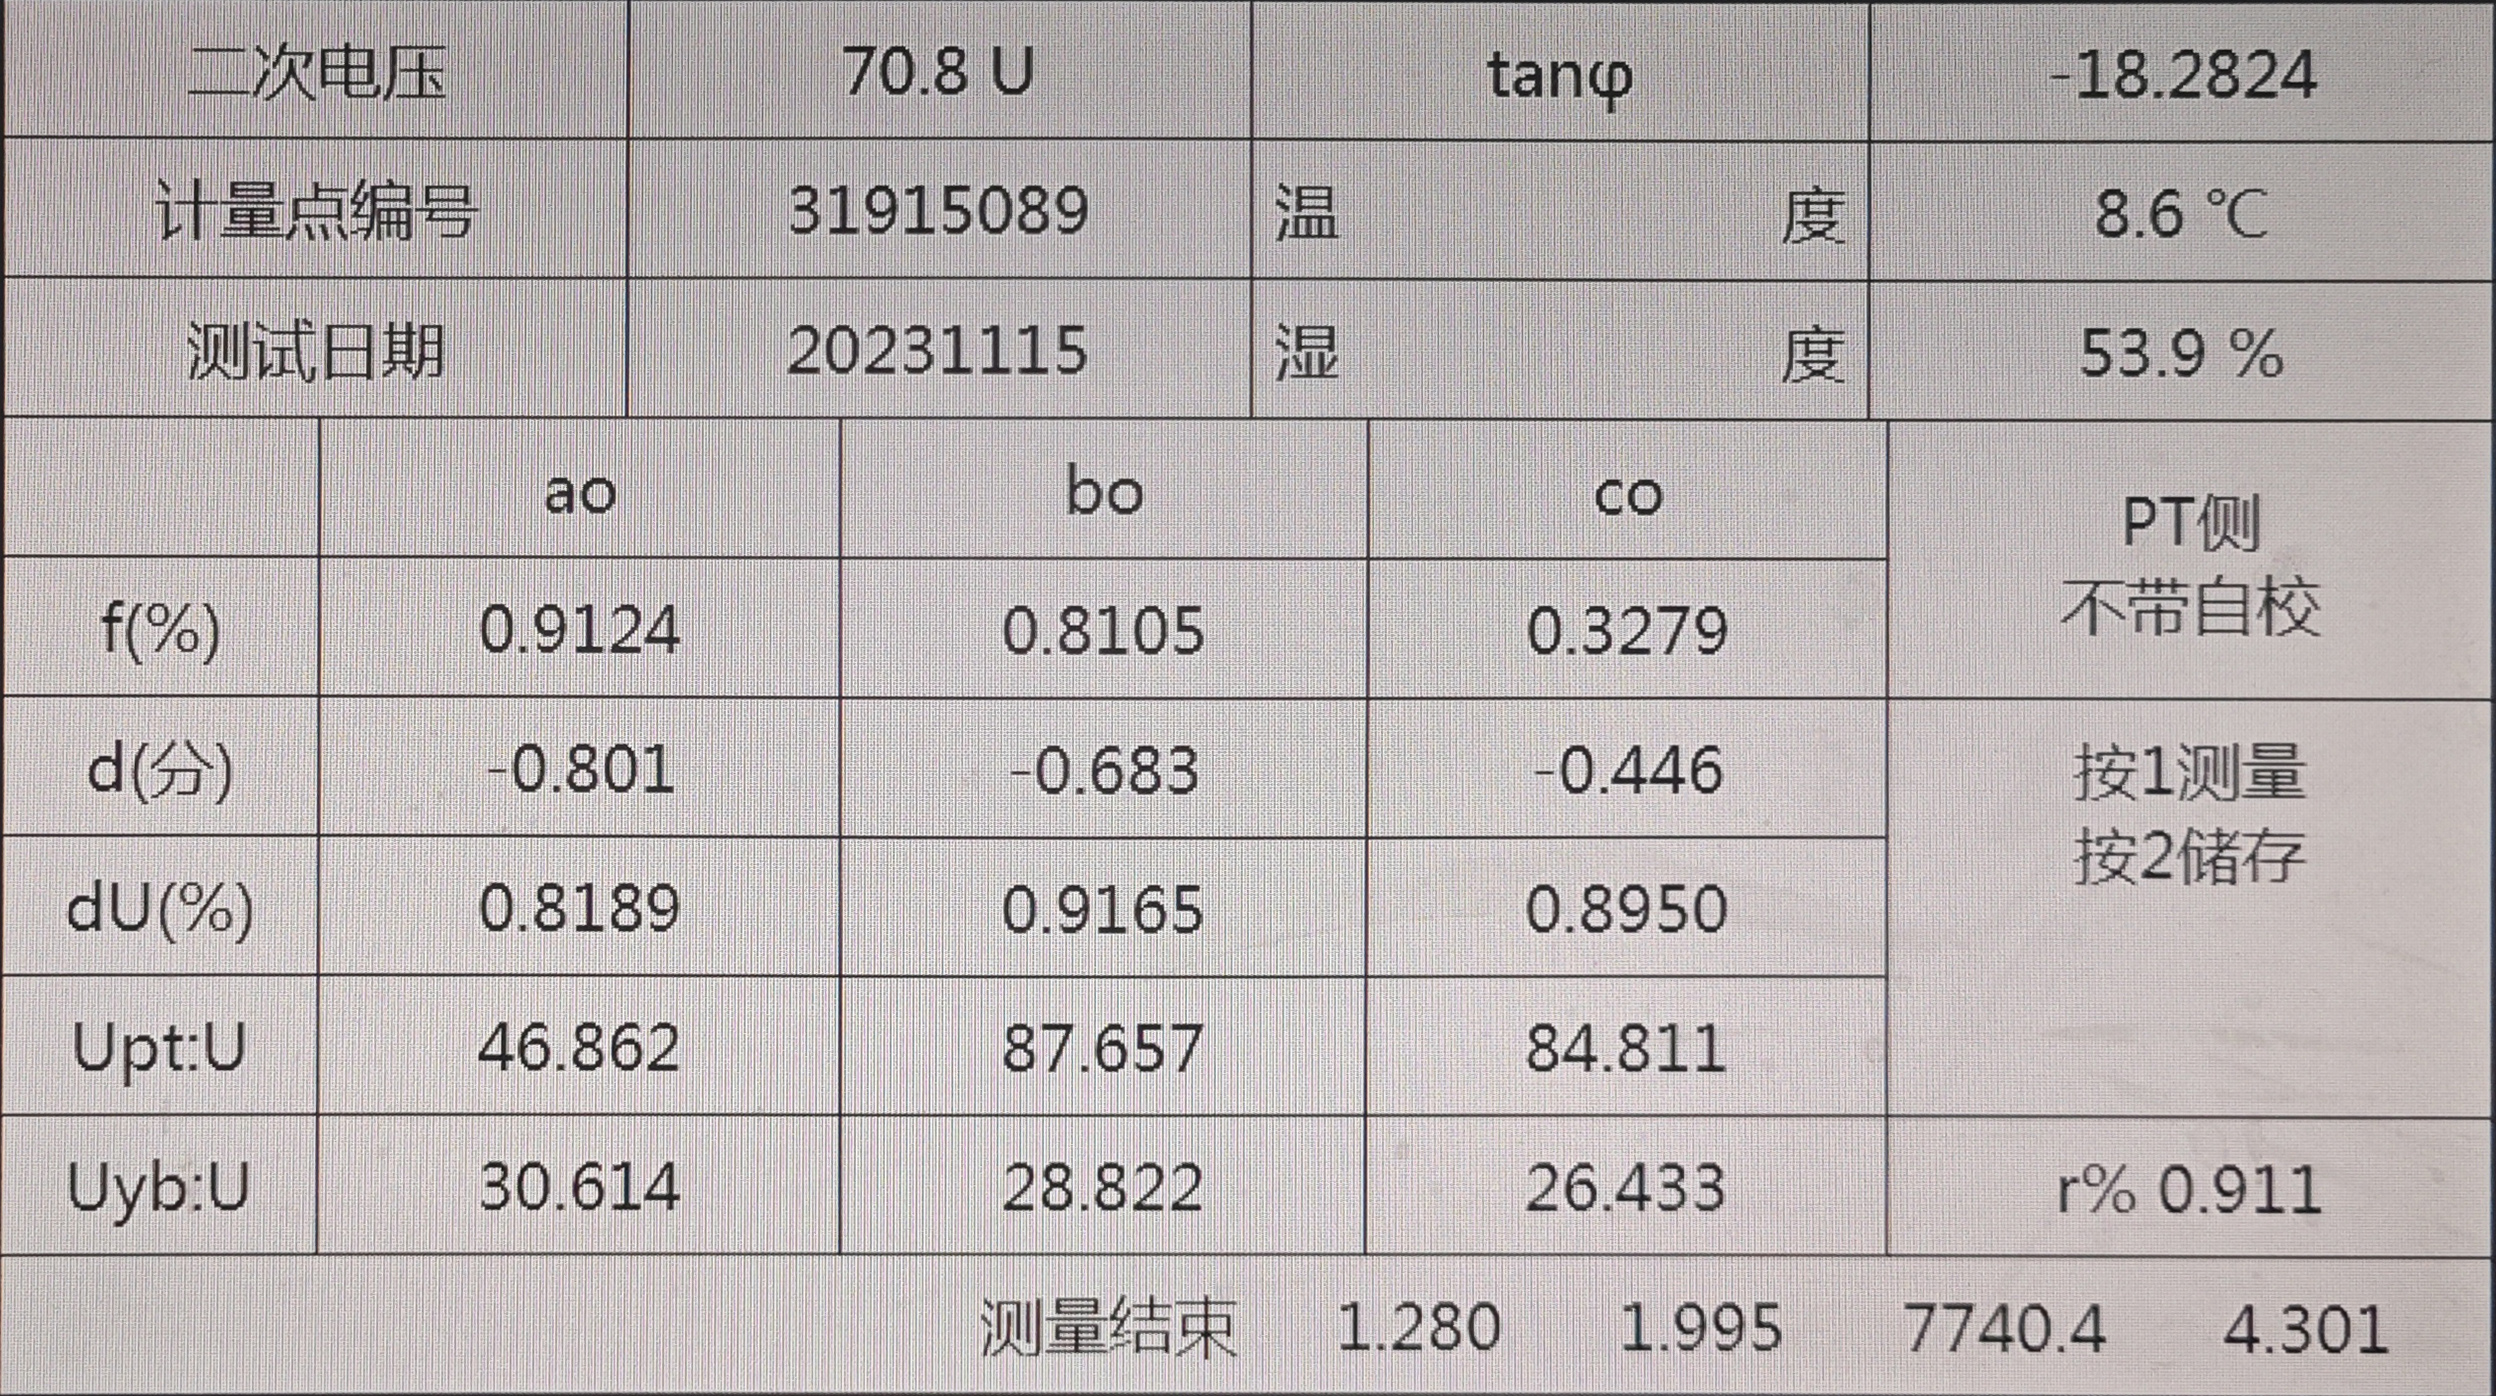 二次电压 70.8 U tanφ -18.2824
计量点编号 31915089 温 度 8.6 ℃
测试日期 20231115 湿 度 53.9 %
ao bo co
PT侧
不带自校
f(%) 0.9124 0.8105 0.3279
d(分) -0.801 -0.683 -0.446
按1测量
按2储存
dU(%) 0.8189 0.9165 0.8950
Upt:U 46.862 87.657 84.811
Uyb:U 30.614 28.822 26.433 r% 0.911
测量结束 1.280 1.995 7740.4 4.301